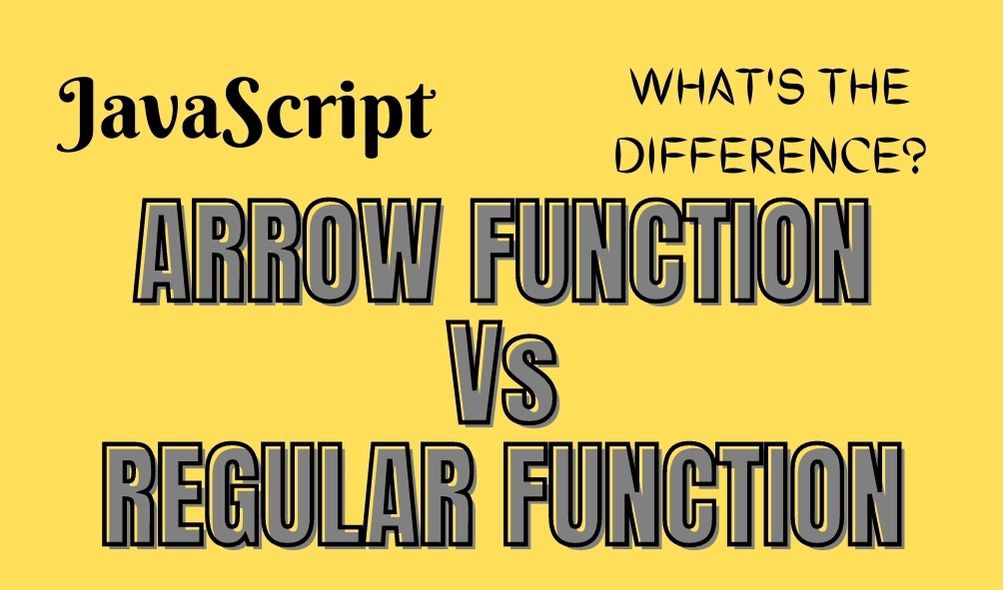 JavaScript
WHAT'S THE
DIFFERENCE?
ARROW FUNCTION
Vs
REGULAR FUNCTION